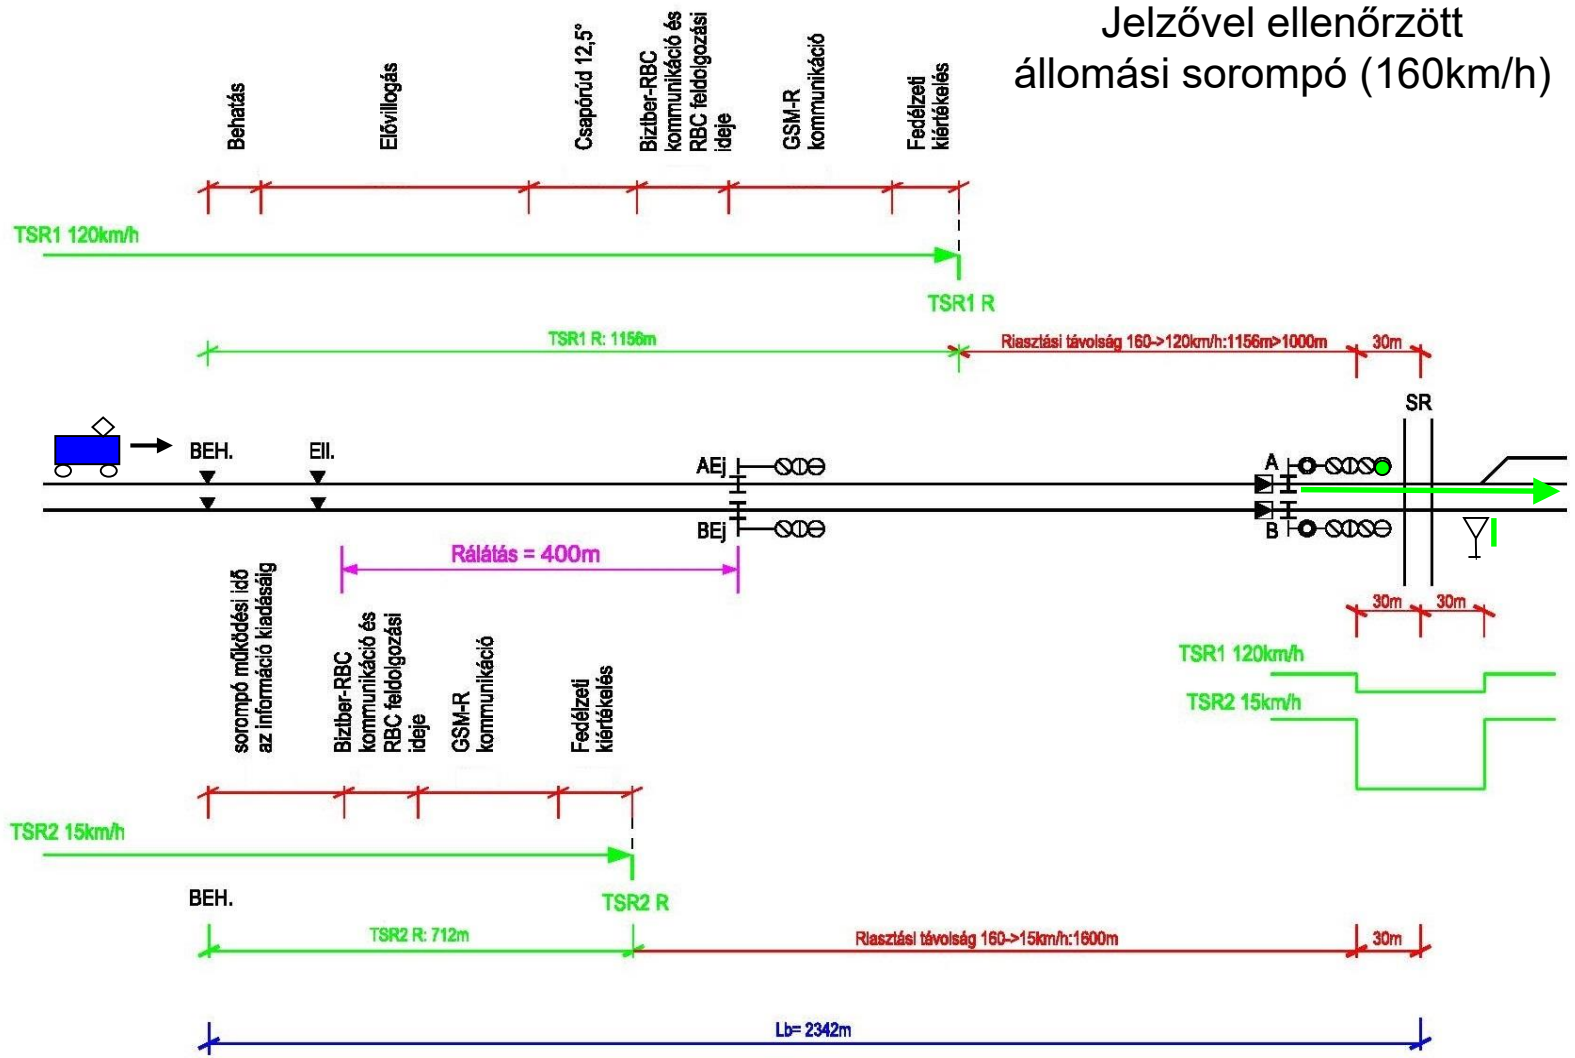 Jelzővel ellenőrzött
állomási sorompó (160km/h)
Behatás
Elővillogás
Csapórúd 12,5°
Biztber-RBC
kommunikáció és
RBC feldolgozási
ideje
GSM-R
kommunikáció
Fedélzeti
kiértékelés
TSR1 120km/h
TSR1 R
TSR1 R: 1156m
Riasztási távolság 160->120km/h:1156m>1000m
30m
SR
BEH.
Ell.
AEj
A
BEj
B
Rálátás = 400m
30m
30m
sorompó működési idő
az információ kiadásáig
Biztber-RBC
kommunikáció és
RBC feldolgozási
ideje
GSM-R
kommunikáció
Fedélzeti
kiértékelés
TSR1 120km/h
TSR2 15km/h
TSR2 15km/h
BEH.
TSR2 R
TSR2 R: 712m
Riasztási távolság 160->15km/h:1600m
30m
Lb= 2342m